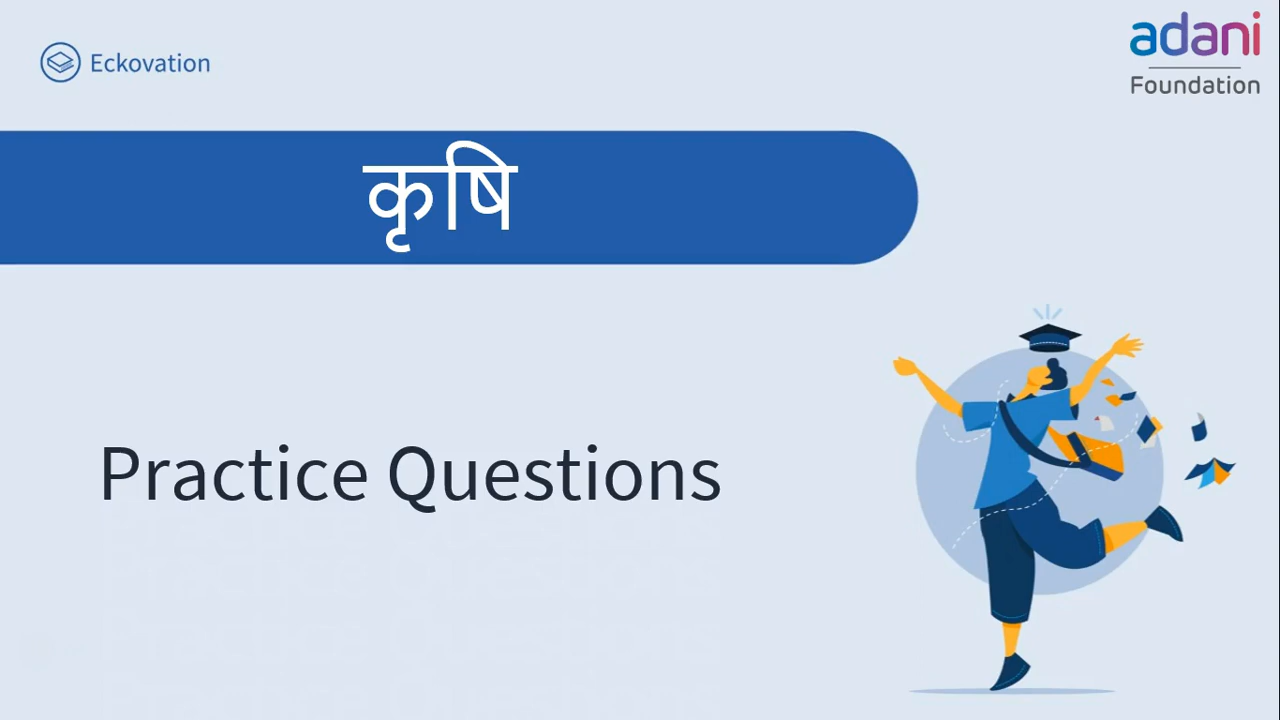 Eckovation
adani
Foundation
कृषि
Practice Questions